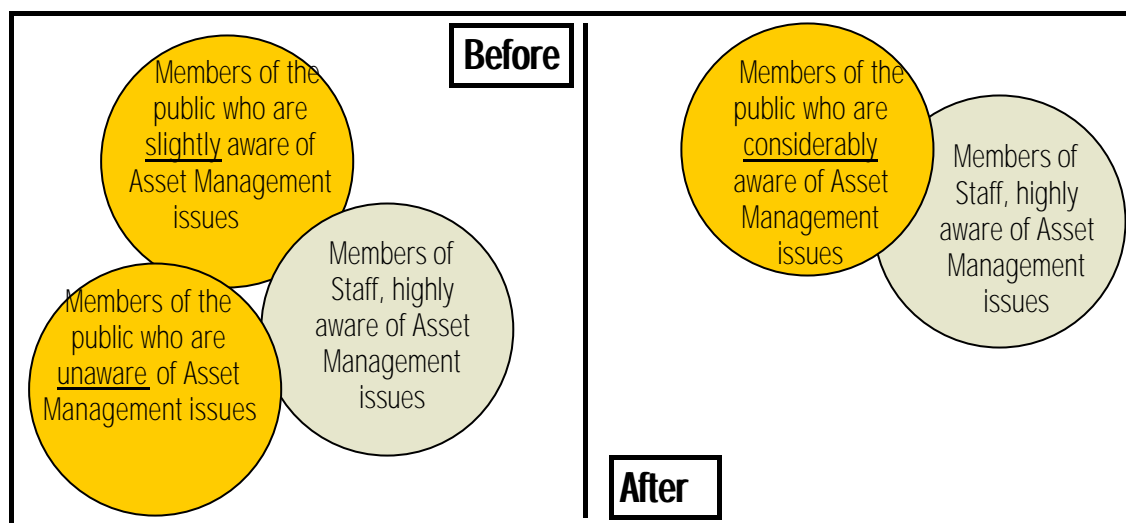 Before
Members of the
public who are
slightly aware of
Asset Management
issues
Members of
Staff, highly
aware of Asset
Management
issues
Members of the
public who are
unaware of Asset
Management issues
Members of the
public who are
considerably
aware of Asset
Management
issues
Members of
Staff, highly
aware of Asset
Management
issues
After